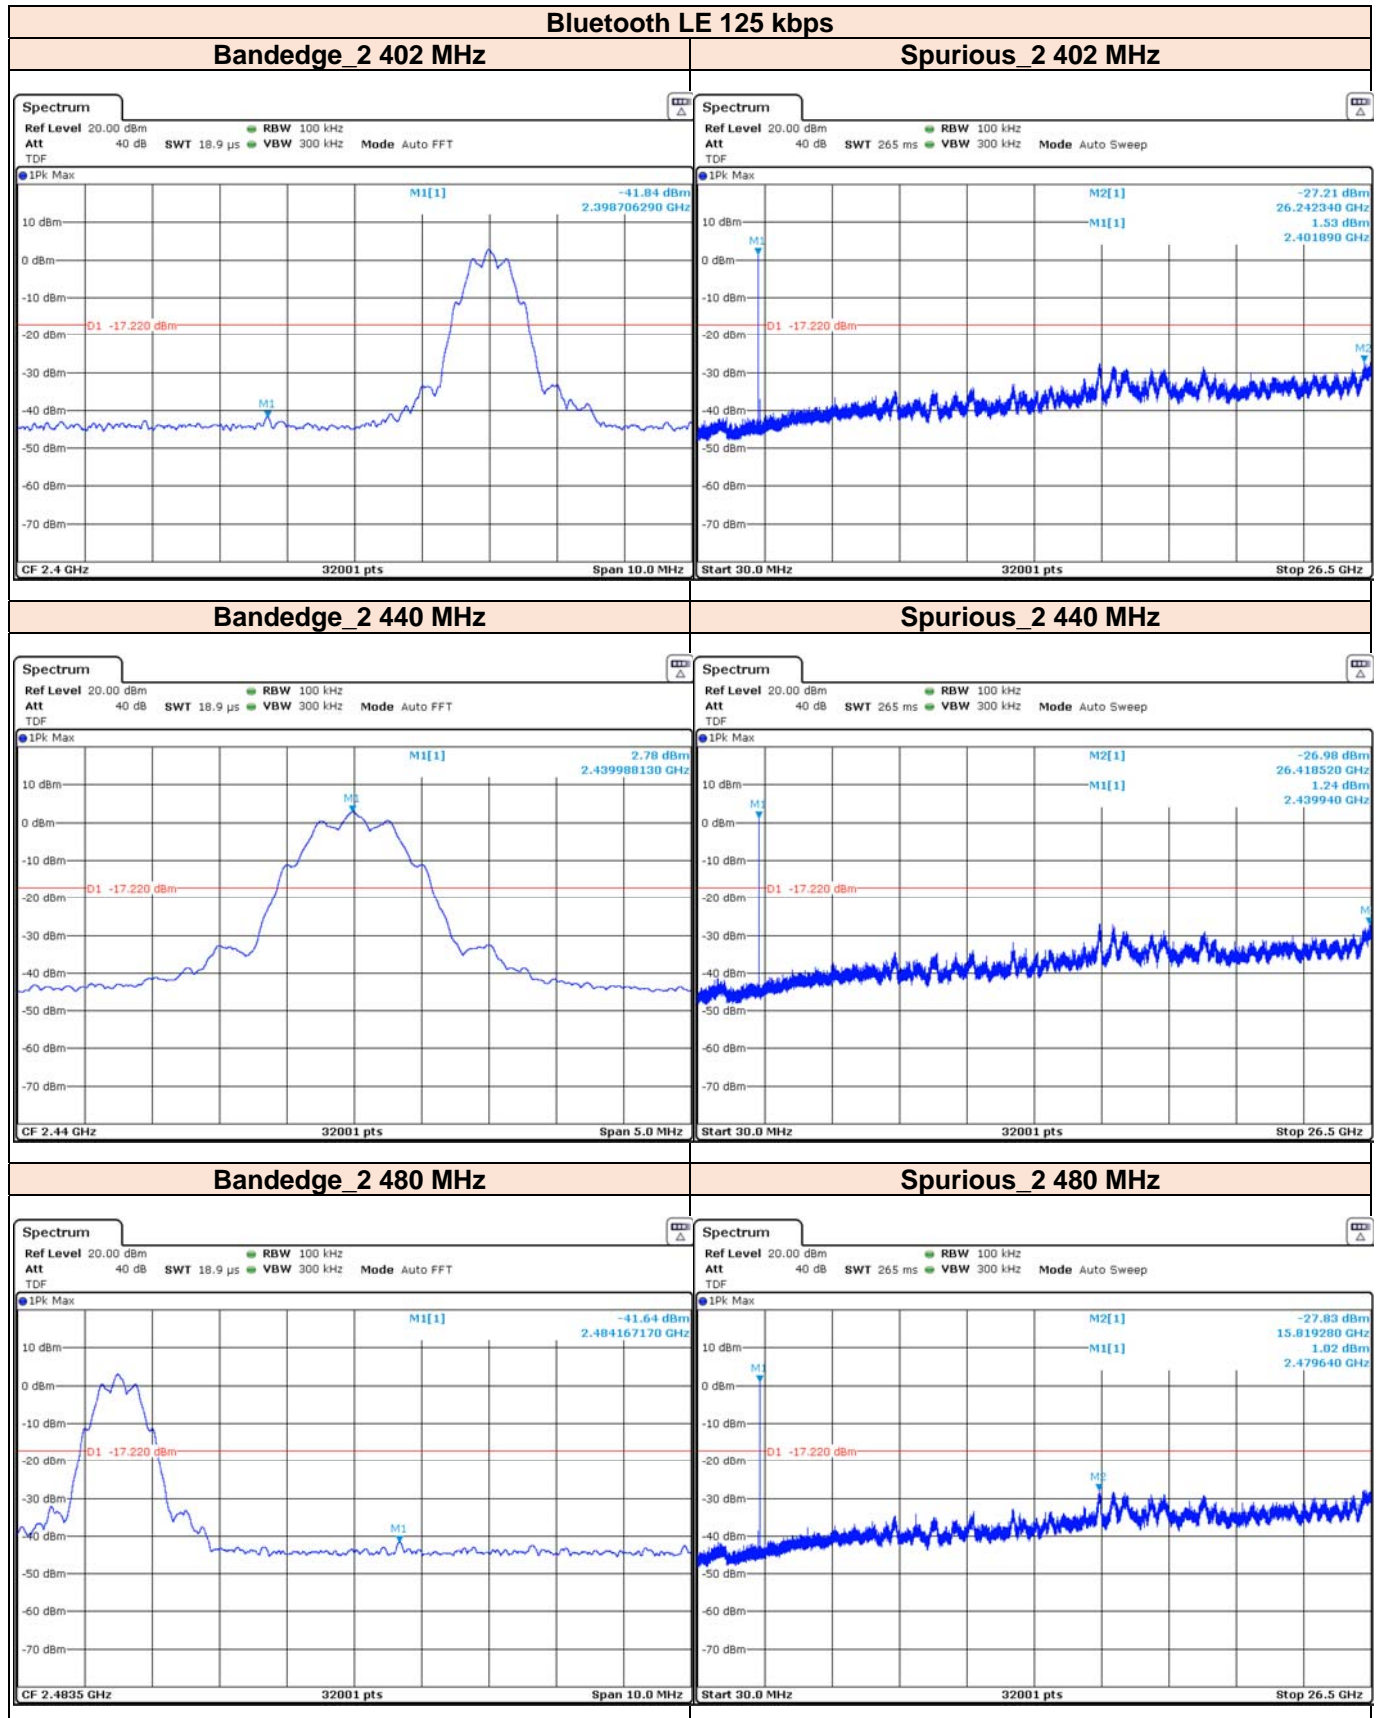 Bluetooth LE 125 kbps
Bandedge_2 402 MHz
Spurious_2 402 MHz
Spectrum
Ref Level 20.00 dBm RBW 100 kHz
Att 40 dB SWT 18.9 µs VBW 300 kHz Mode Auto FFT
TDF
1Pk Max
M1[1] -41.84 dBm
2.398706290 GHz
10 dBm
0 dBm
-10 dBm
D1 -17.220 dBm
-20 dBm
-30 dBm
M1
-40 dBm
-50 dBm
-60 dBm
-70 dBm
CF 2.4 GHz 32001 pts Span 10.0 MHz
Spectrum
Ref Level 20.00 dBm RBW 100 kHz
Att 40 dB SWT 265 ms VBW 300 kHz Mode Auto Sweep
TDF
1Pk Max
M2[1] -27.21 dBm
26.242340 GHz
M1[1] 1.53 dBm
2.401890 GHz
10 dBm
M1
0 dBm
-10 dBm
D1 -17.220 dBm
-20 dBm
M2
-30 dBm
-40 dBm
-50 dBm
-60 dBm
-70 dBm
Start 30.0 MHz 32001 pts Stop 26.5 GHz
Bandedge_2 440 MHz
Spurious_2 440 MHz
Spectrum
Ref Level 20.00 dBm RBW 100 kHz
Att 40 dB SWT 18.9 µs VBW 300 kHz Mode Auto FFT
TDF
1Pk Max
M1[1] 2.78 dBm
2.439988130 GHz
10 dBm
M1
0 dBm
-10 dBm
D1 -17.220 dBm
-20 dBm
-30 dBm
-40 dBm
-50 dBm
-60 dBm
-70 dBm
CF 2.44 GHz 32001 pts Span 5.0 MHz
Spectrum
Ref Level 20.00 dBm RBW 100 kHz
Att 40 dB SWT 265 ms VBW 300 kHz Mode Auto Sweep
TDF
1Pk Max
M2[1] -26.98 dBm
26.418520 GHz
M1[1] 1.24 dBm
2.439940 GHz
10 dBm
M1
0 dBm
-10 dBm
D1 -17.220 dBm
-20 dBm
M
-30 dBm
-40 dBm
-50 dBm
-60 dBm
-70 dBm
Start 30.0 MHz 32001 pts Stop 26.5 GHz
Bandedge_2 480 MHz
Spurious_2 480 MHz
Spectrum
Ref Level 20.00 dBm RBW 100 kHz
Att 40 dB SWT 18.9 µs VBW 300 kHz Mode Auto FFT
TDF
1Pk Max
M1[1] -41.64 dBm
2.484167170 GHz
10 dBm
0 dBm
-10 dBm
D1 -17.220 dBm
-20 dBm
-30 dBm
M1
-40 dBm
-50 dBm
-60 dBm
-70 dBm
CF 2.4835 GHz 32001 pts Span 10.0 MHz
Spectrum
Ref Level 20.00 dBm RBW 100 kHz
Att 40 dB SWT 265 ms VBW 300 kHz Mode Auto Sweep
TDF
1Pk Max
M2[1] -27.83 dBm
15.819280 GHz
M1[1] 1.02 dBm
2.479640 GHz
10 dBm
M1
0 dBm
-10 dBm
D1 -17.220 dBm
-20 dBm
M2
-30 dBm
-40 dBm
-50 dBm
-60 dBm
-70 dBm
Start 30.0 MHz 32001 pts Stop 26.5 GHz